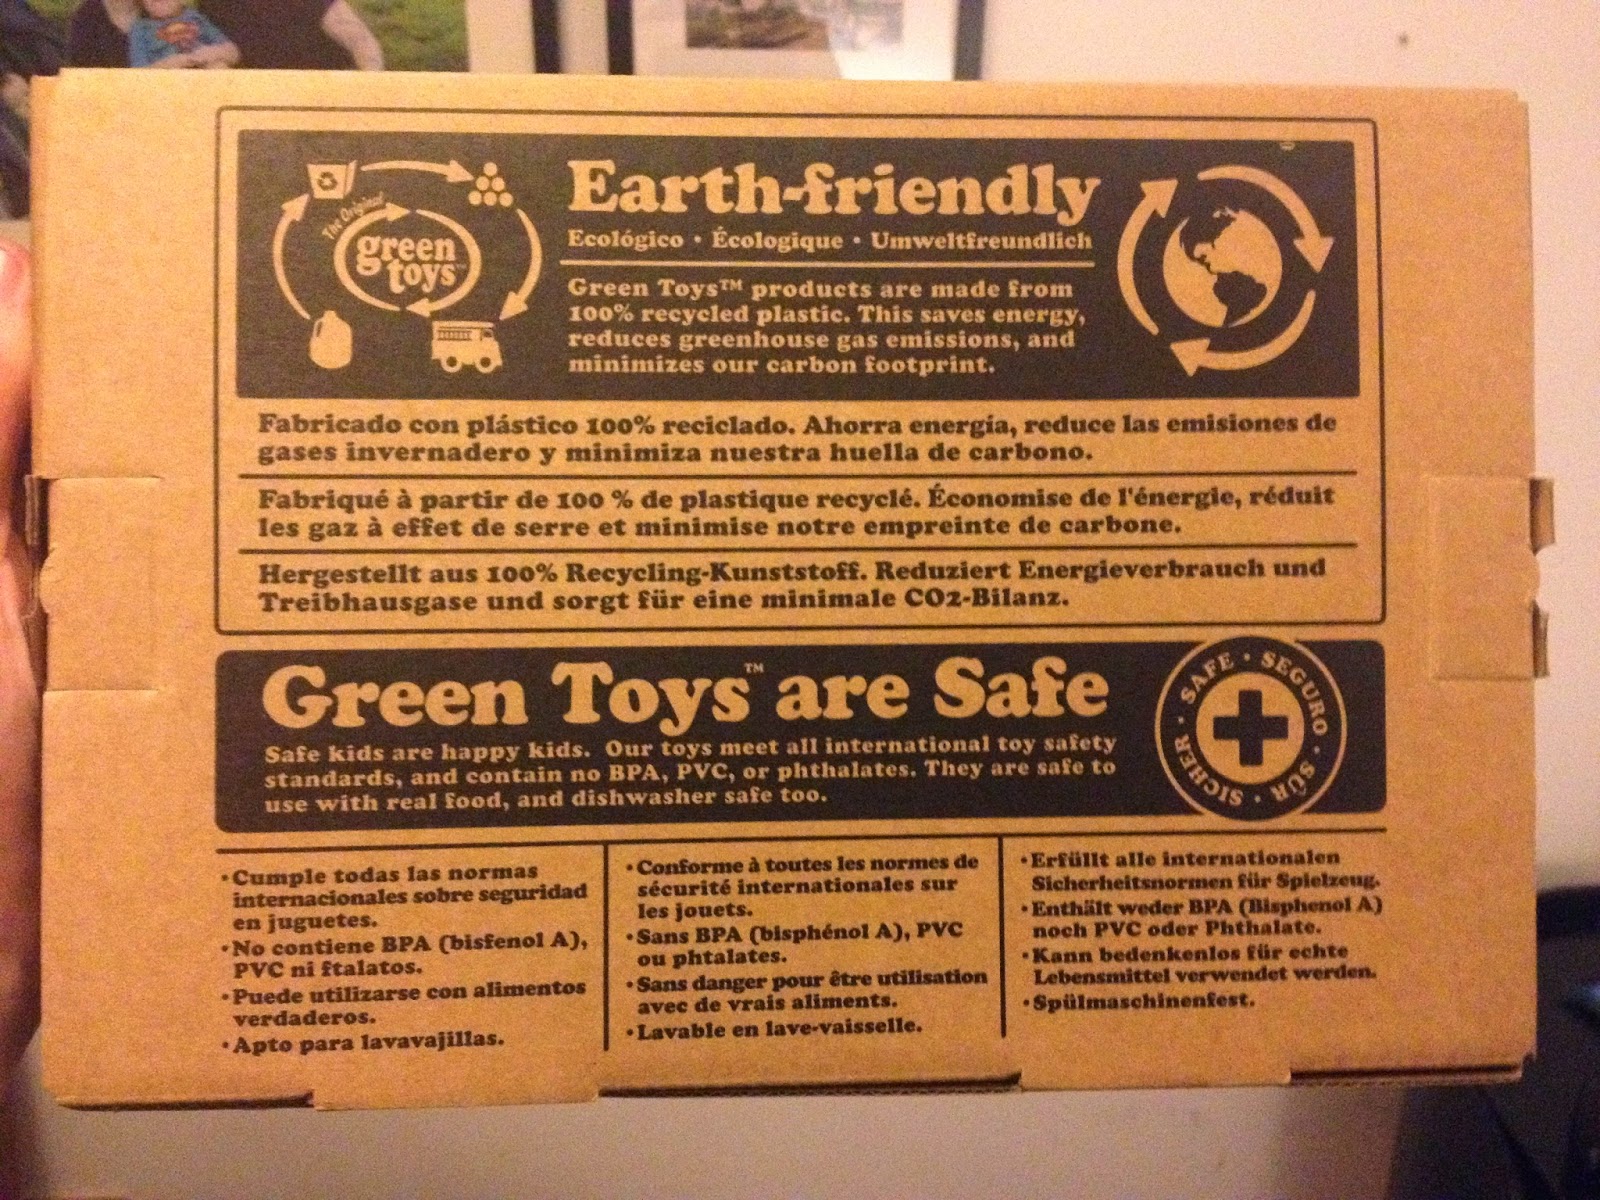 The Original
green
toys™
Earth-friendly
Ecológico • Écologique • Umweltfreundlich
Green Toys™ products are made from
100% recycled plastic. This saves energy,
reduces greenhouse gas emissions, and
minimizes our carbon footprint.
Fabricado con plástico 100% reciclado. Ahorra energía, reduce las emisiones de
gases invernadero y minimiza nuestra huella de carbono.
Fabriqué à partir de 100 % de plastique recyclé. Économise de l'énergie, réduit
les gaz à effet de serre et minimise notre empreinte de carbone.
Hergestellt aus 100% Recycling-Kunststoff. Reduziert Energieverbrauch und
Treibhausgase und sorgt für eine minimale CO2-Bilanz.
Green Toys™ are Safe
Safe kids are happy kids. Our toys meet all international toy safety
standards, and contain no BPA, PVC, or phthalates. They are safe to
use with real food, and dishwasher safe too.
SAFE • SEGURO • SÛR • SICHER •
• Cumple todas las normas
internacionales sobre seguridad
en juguetes.
• No contiene BPA (bisfenol A),
PVC ni ftalatos.
• Puede utilizarse con alimentos
verdaderos.
• Apto para lavavajillas.
• Conforme à toutes les normes de
sécurité internationales sur
les jouets.
• Sans BPA (bisphénol A), PVC
ou phtalates.
• Sans danger pour être utilisation
avec de vrais aliments.
• Lavable en lave-vaisselle.
• Erfüllt alle internationalen
Sicherheitsnormen für Spielzeug.
• Enthält weder BPA (Bisphenol A)
noch PVC oder Phthalate.
• Kann bedenkenlos für echte
Lebensmittel verwendet werden.
• Spülmaschinenfest.